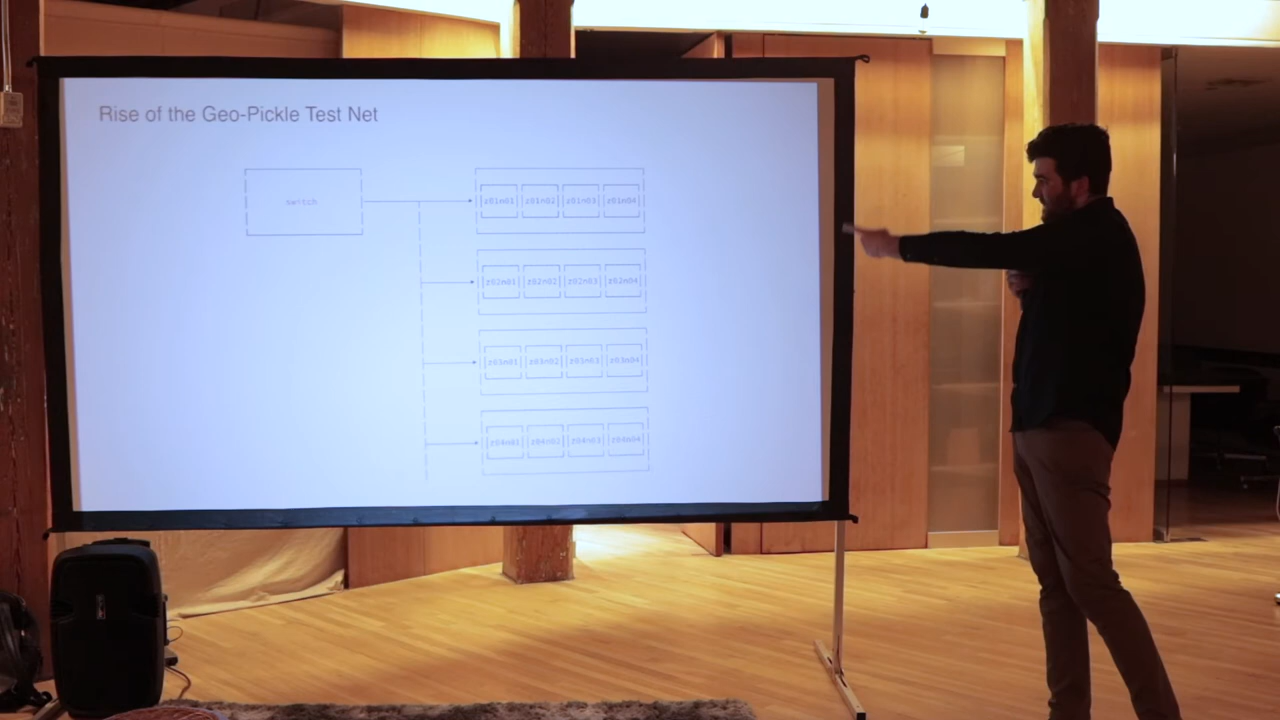 Rise of the Geo-Pickle Test Net
switch
z01n01 z01n02 z01n03 z01n04
z02n01 z02n02 z02n03 z02n04
z03n01 z03n02 z03n03 z03n04
z04n01 z04n02 z04n03 z04n04